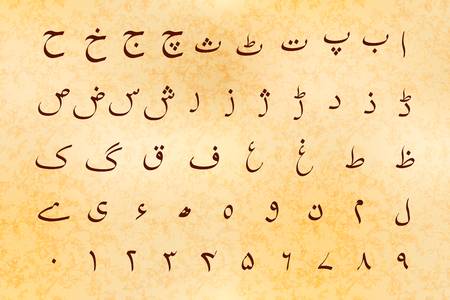 ا ب پ ت ٹ ث چ ج خ ح
ڈ ذ د ڑ ژ ز ر ش س ض ص
ظ ط غ ع ف ق گ ک
ل م ن و ہ ھ ء ی ے
۰ ۱ ۲ ۳ ۴ ۵ ۶ ۷ ۸ ۹